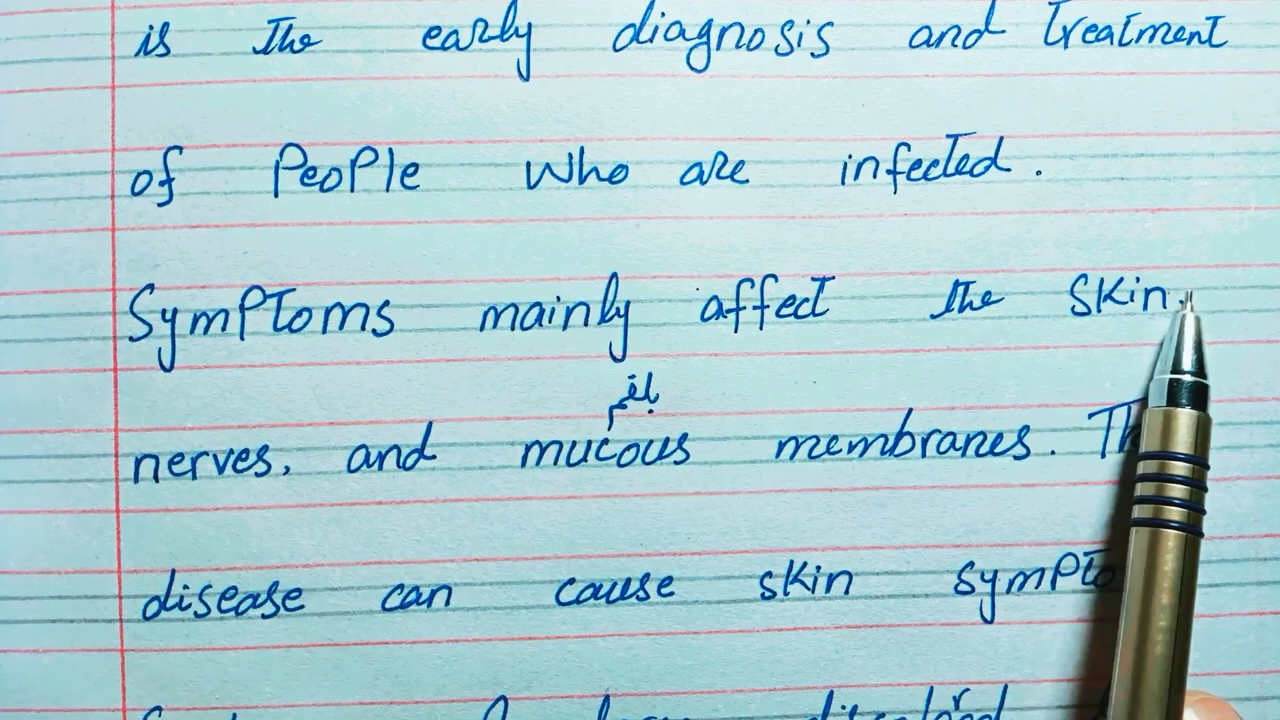 is the early diagnosis and treatment
of People who are infected.
Symptoms mainly affect the skin,
بلغم
nerves, and mucous membranes. Th
disease can cause skin sympto